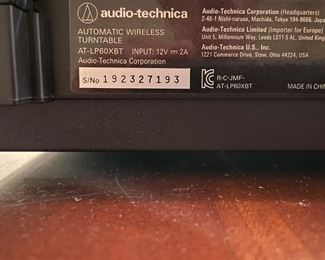 audio-technica
AUTOMATIC WIRELESS
TURNTABLE
AT-LP60XBT INPUT: 12V ⎓ 2A
Audio-Technica Corporation
S/No 192327193
Audio-Technica Corporation (Headquarters)
2-46-1 Nishi-naruse, Machida, Tokyo 194-8666, Japa
Audio-Technica Limited (Importer for Europe)
Unit 5, Millennium Way, Leeds LS11 5AL, United King
Audio-Technica U.S., Inc.
1221 Commerce Drive, Stow, Ohio 44224, USA
R-C-JMF-
AT-LP60XBT
MADE IN CHIN